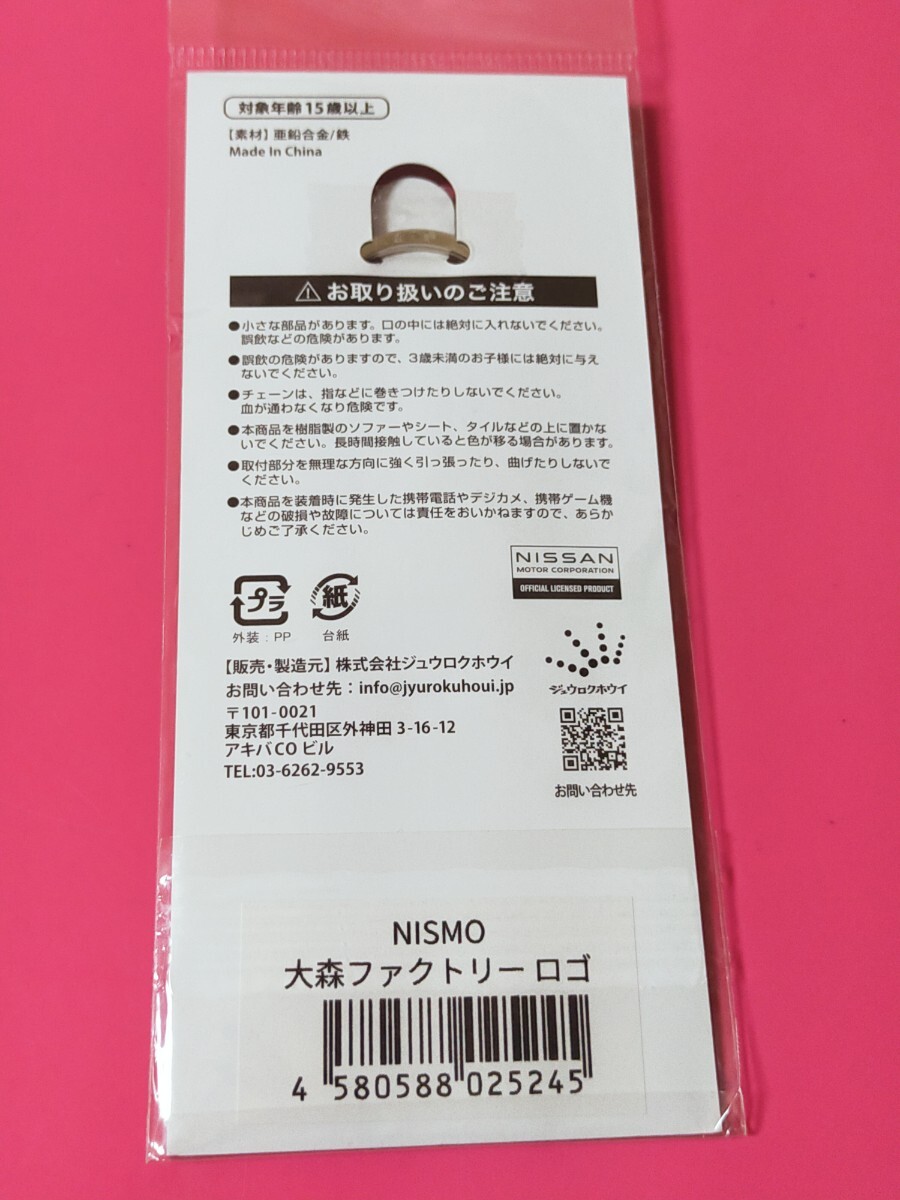 対象年齢15歳以上
【素材】亜鉛合金/鉄
Made In China
⚠お取り扱いのご注意
●小さな部品があります。口の中には絶対に入れないでください。
誤飲などの危険があります。
●誤飲の危険がありますので、3歳未満のお子様には絶対に与え
ないでください。
●チェーンは、指などに巻きつけたりしないでください。
血が通わなくなり危険です。
●本商品を樹脂製のソファーやシート、タイルなどの上に置かな
いでください。長時間接触していると色が移る場合があります。
●取付部分を無理な方向に強く引っ張ったり、曲げたりしないで
ください。
●本商品を装着時に発生した携帯電話やデジカメ、携帯ゲーム機
などの破損や故障については責任をおいかねますので、あらか
じめご了承ください。
NISSAN
MOTOR CORPORATION
OFFICIAL LICENSED PRODUCT
プラ
外装:PP
紙
台紙
【販売・製造元】株式会社ジュウロクホウイ
お問い合わせ先:info@jyurokuhoui.jp
〒101-0021
東京都千代田区外神田 3-16-12
アキバCO ビル
TEL:03-6262-9553
ジュウロクホウイ
お問い合わせ先
NISMO
大森ファクトリー ロゴ
4 580588 025245